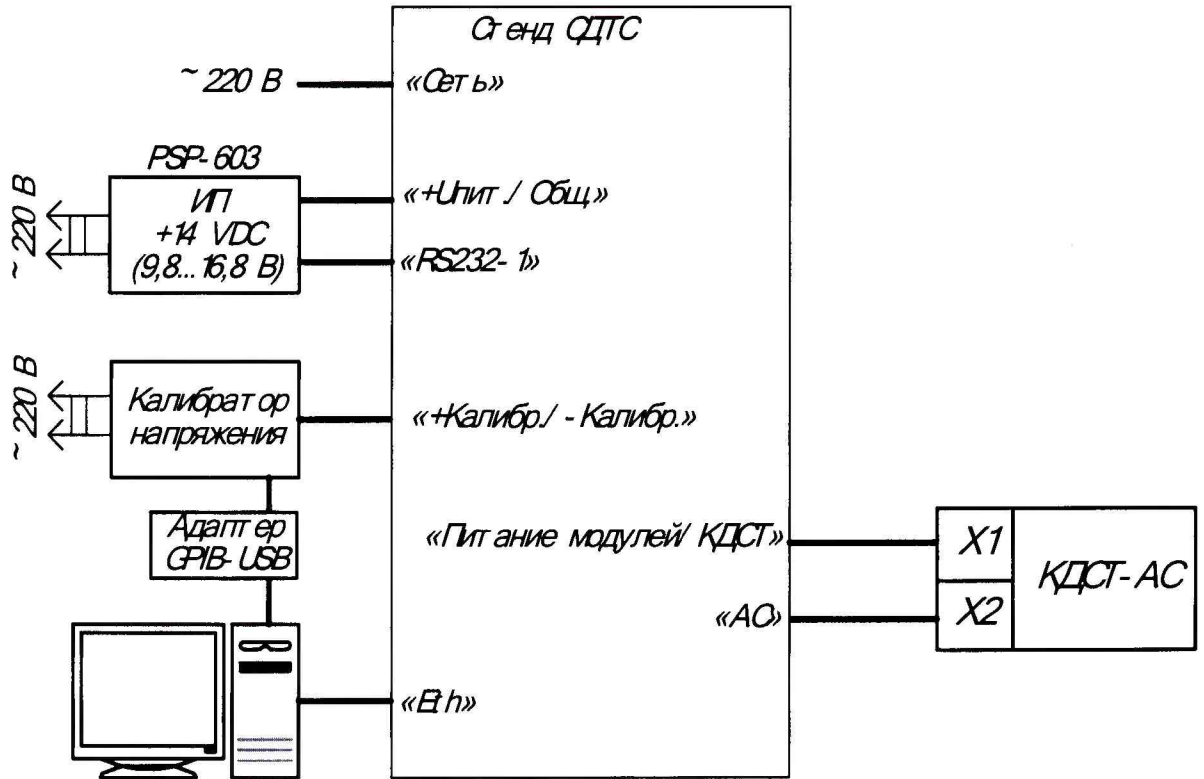 Стенд СДТС
~ 220 В
«Сеть»
PSP-603
~ 220 В
ИП
+14 VDC
(9,8...16,8 В)
«+Uпит./ Общ.»
«RS232-1»
~ 220 В
Калибратор
напряжения
«+Калибр./ - Калибр.»
Адаптер
GPIB-USB
«Питание модулей/ КДСТ»
X1
КДСТ-АС
«АС»
X2
«Eth»